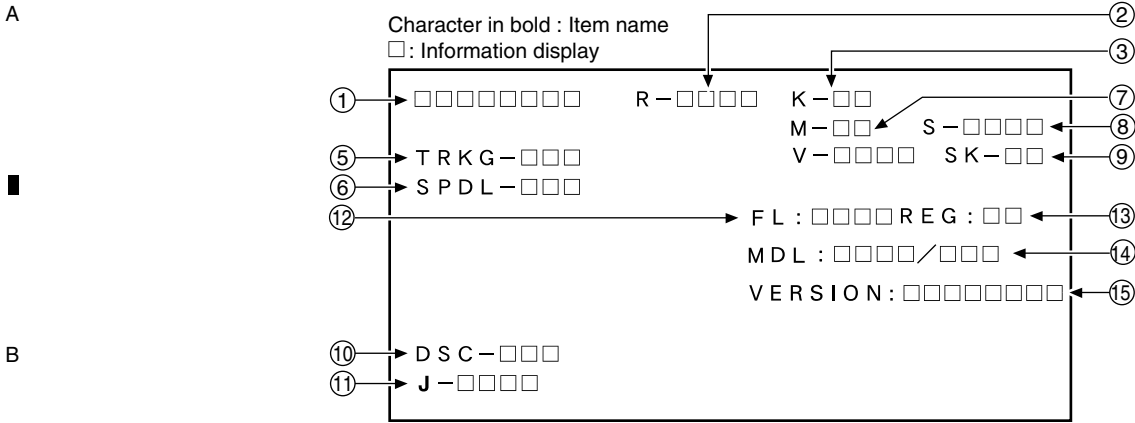 A
Character in bold : Item name
□ : Information display
② 
③
① □□□□□□□□ R－□□□□ K－□□
M－□□ ⑦ S－□□□□ ⑧
⑤ TRKG－□□□ V－□□□□ SK－□□ ⑨
⑥ SPDL－□□□
⑫ FL:□□□□REG:□□ ⑬
MDL:□□□□／□□□ ⑭
VERSION:□□□□□□□□ ⑮
B
⑩ DSC－□□□
⑪ J－□□□□